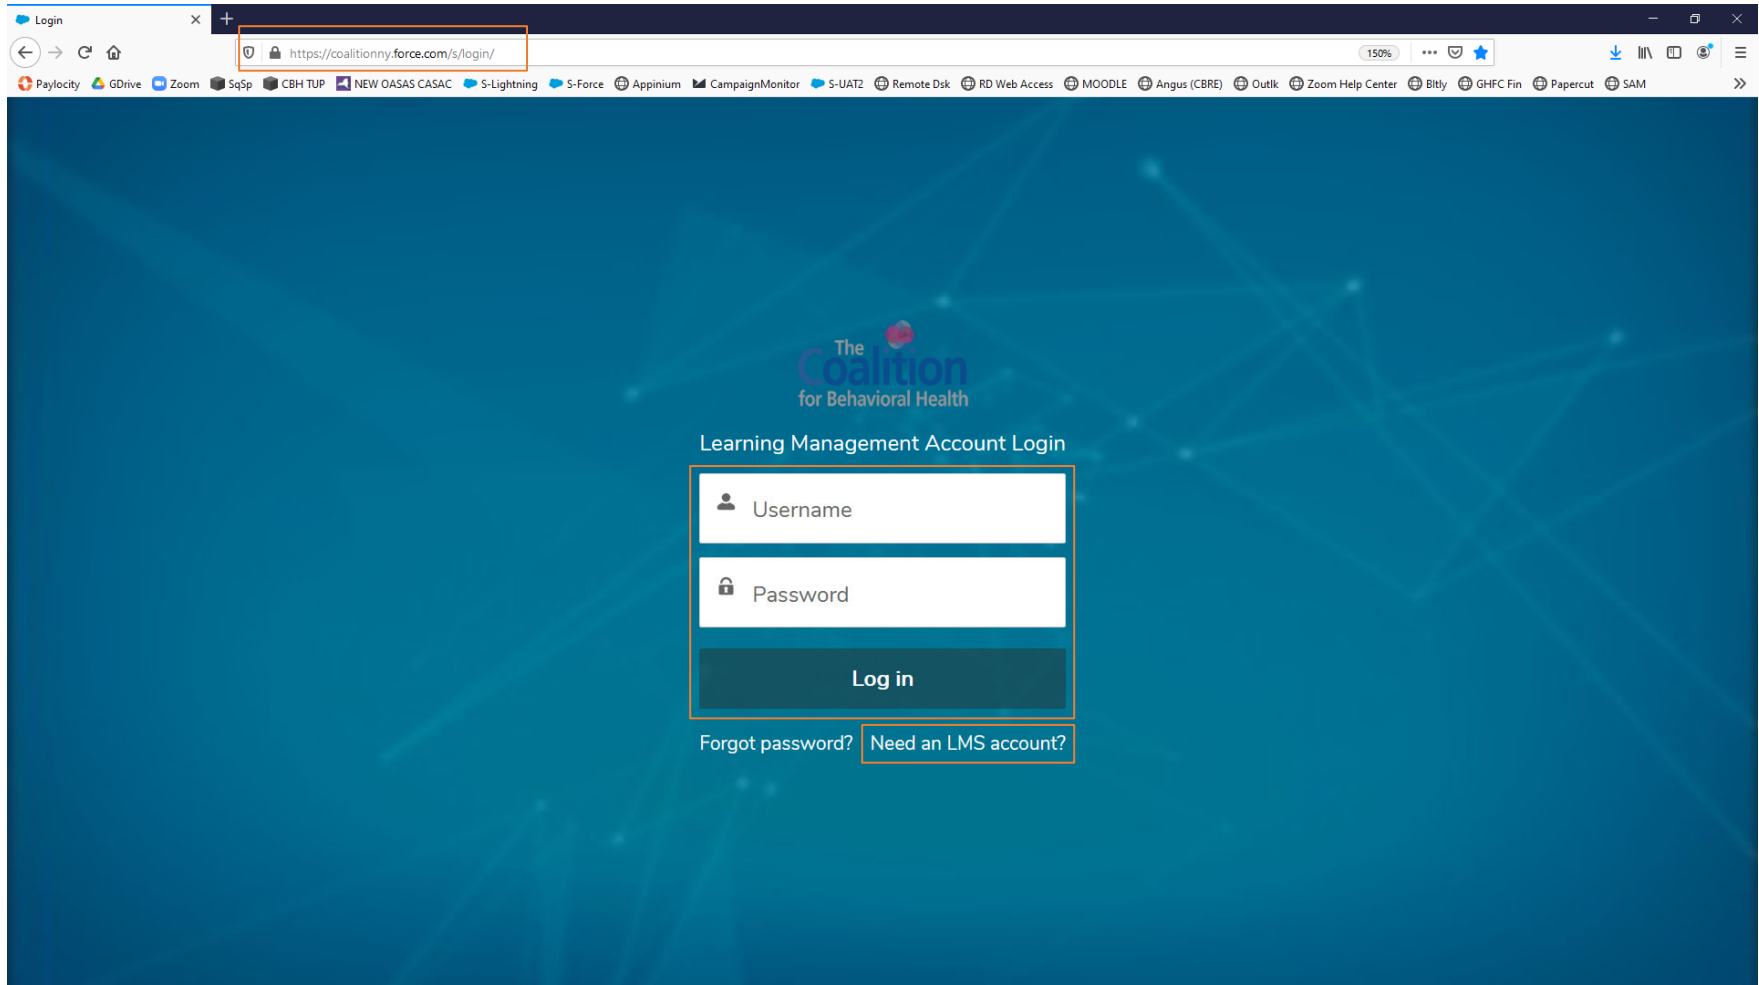 Login
https://coalitionny.force.com/s/login/
150%
Paylocity GDrive Zoom SqSp CBH TUP NEW OASAS CASAC S-Lightning S-Force Appinium CampaignMonitor S-UAT2 Remote Dsk RD Web Access MOODLE Angus (CBRE) Outlk Zoom Help Center Bltly GHFC Fin Papercut SAM
The
Coalition
for Behavioral Health
Learning Management Account Login
Username
Password
Log in
Forgot password? Need an LMS account?